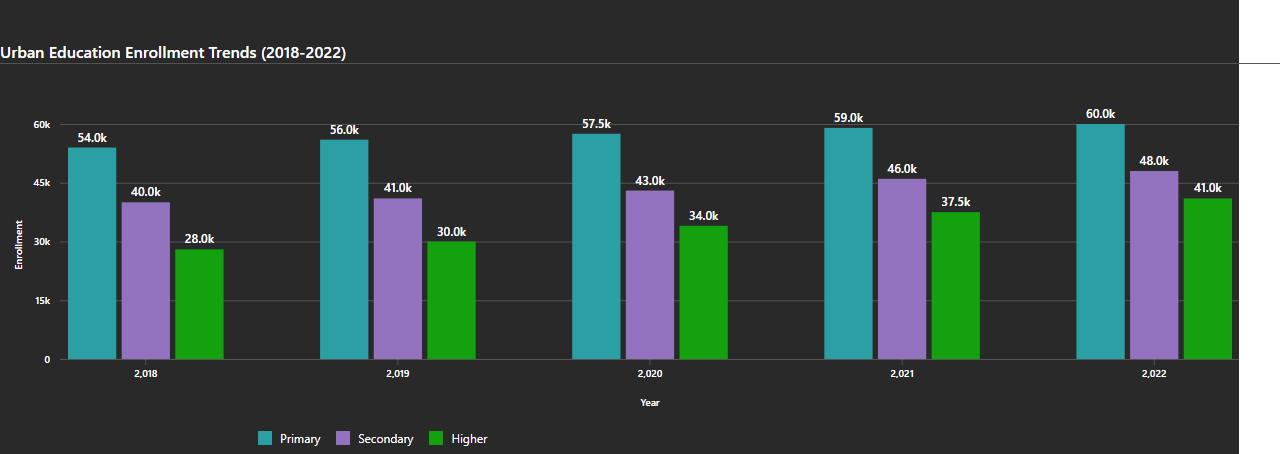 Urban Education Enrollment Trends (2018-2022)
60k
45k
30k
15k
0
Enrollment
54.0k
40.0k
28.0k
56.0k
41.0k
30.0k
57.5k
43.0k
34.0k
59.0k
46.0k
37.5k
60.0k
48.0k
41.0k
2,018 2,019 2,020 2,021 2,022
Year
Primary Secondary Higher